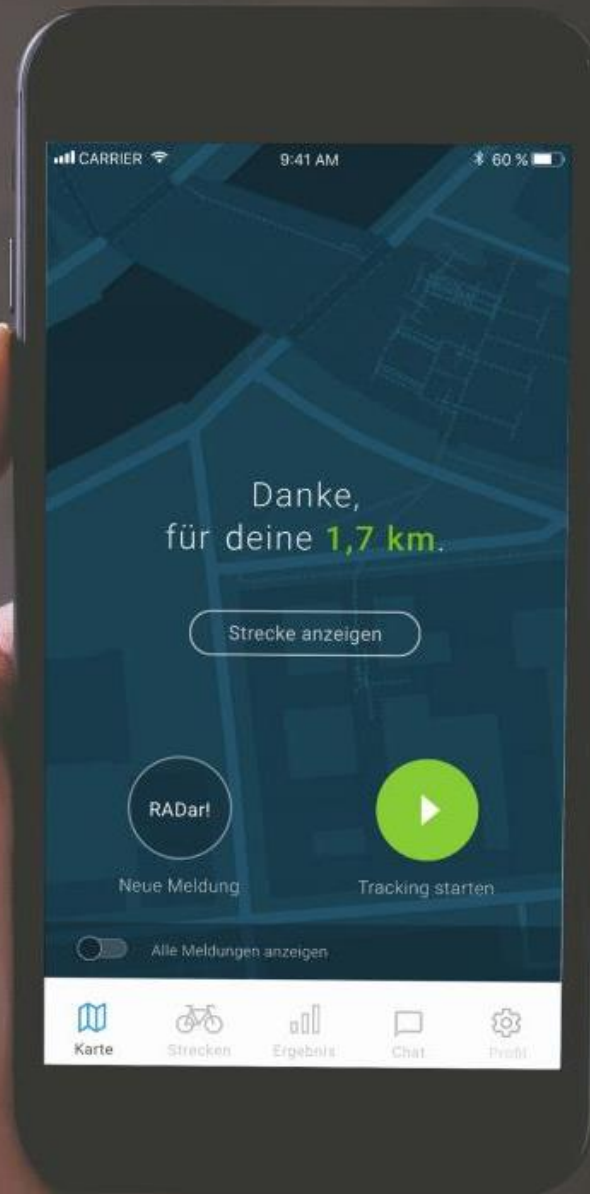 CARRIER 9:41 AM 60 %
Danke,
für deine 1,7 km.
Strecke anzeigen
RADar!
Neue Meldung Tracking starten
Alle Meldungen anzeigen
Karte Strecken Ergebnis Chat Profil